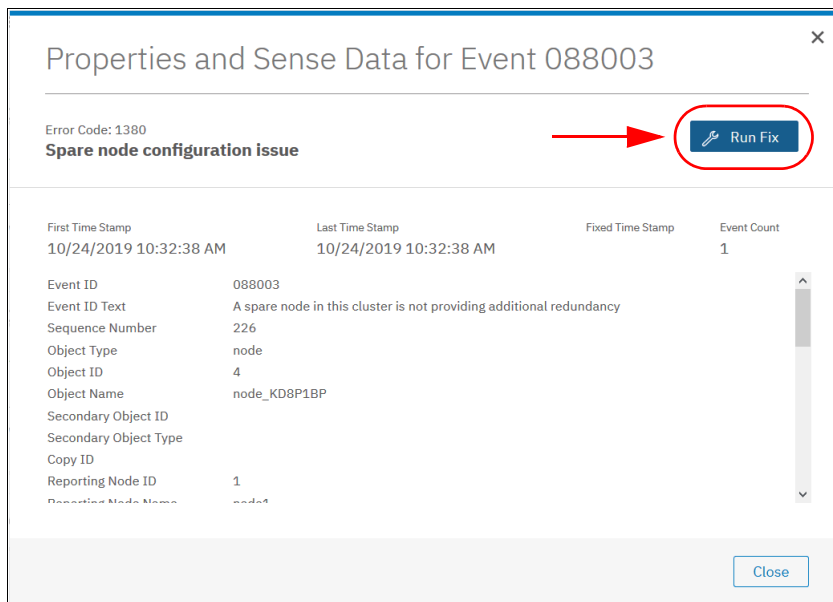 Properties and Sense Data for Event 088003
Error Code: 1380
Spare node configuration issue
Run Fix
First Time Stamp Last Time Stamp Fixed Time Stamp Event Count
10/24/2019 10:32:38 AM 10/24/2019 10:32:38 AM 1
Event ID 088003
Event ID Text A spare node in this cluster is not providing additional redundancy
Sequence Number 226
Object Type node
Object ID 4
Object Name node_KD8P1BP
Secondary Object ID
Secondary Object Type
Copy ID
Reporting Node ID 1
Reporting Node Name node1
Close